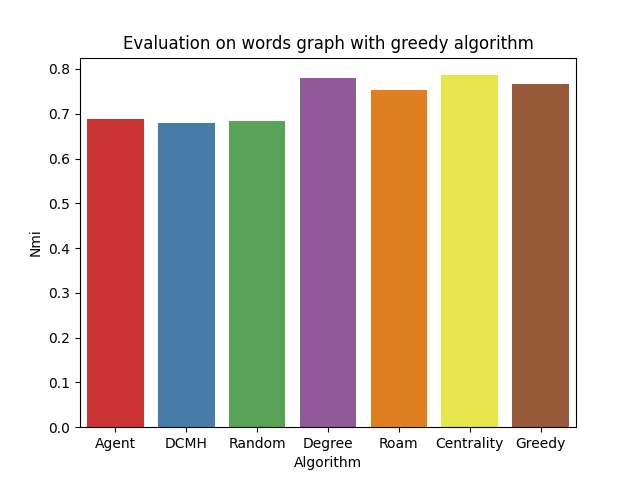 Evaluation on words graph with greedy algorithm
0.8
0.7
0.6
0.5
0.4
0.3
0.2
0.1
0.0
Nmi
Agent DCMH Random Degree Roam Centrality Greedy
Algorithm